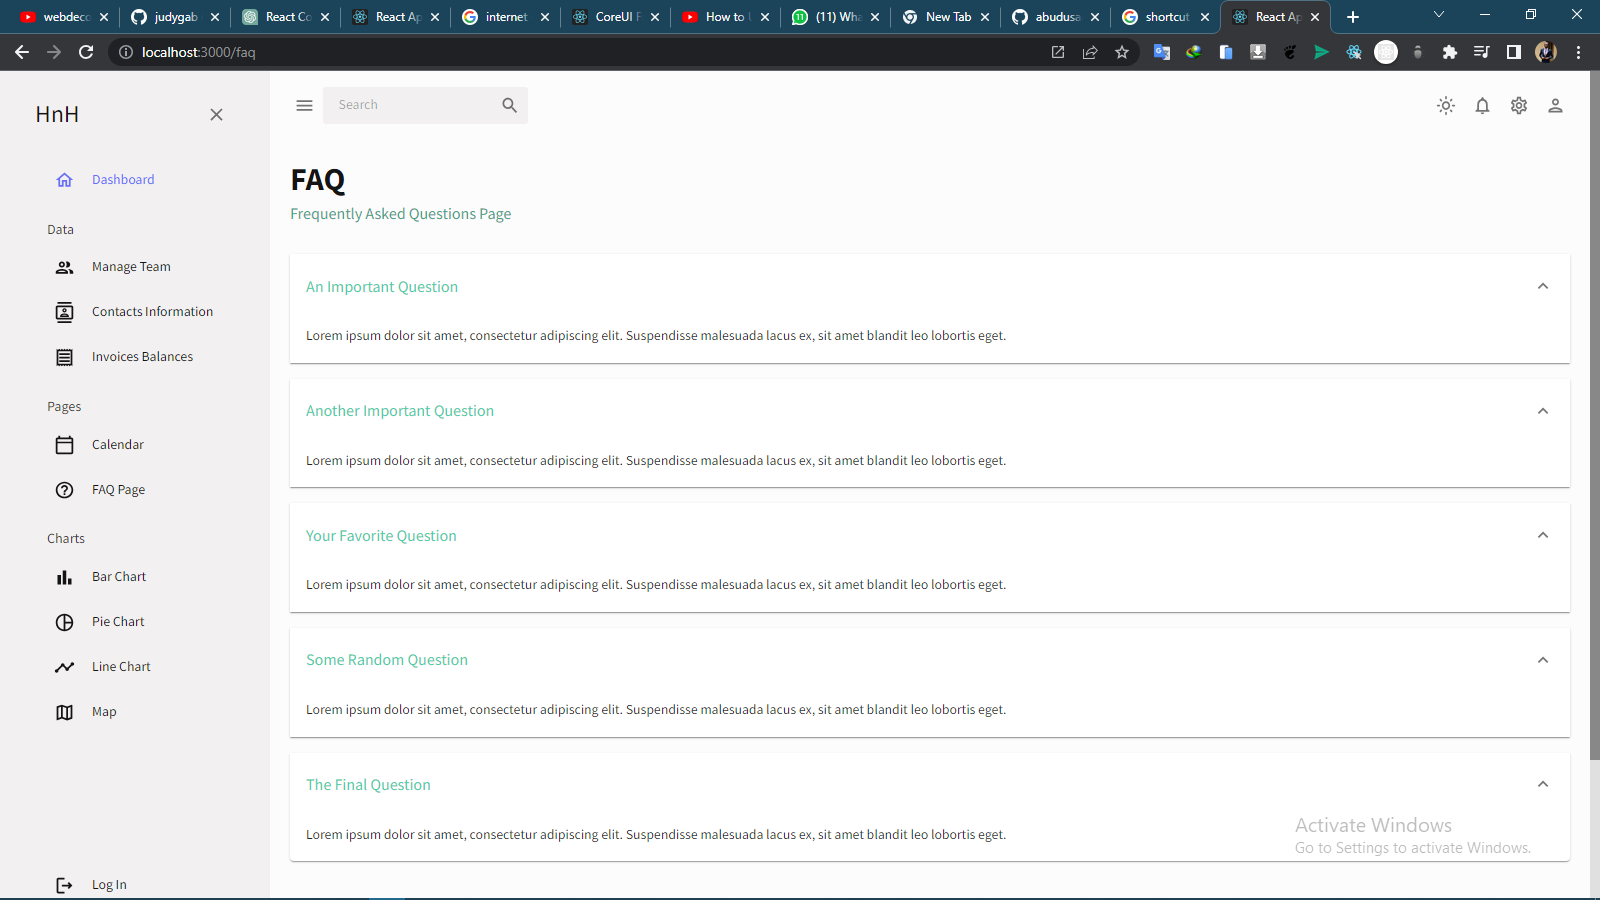 webdeco
judygab
React Co
React Ap
internet
CoreUI F
How to U
(11) Wha
New Tab
abudusa
shortcut
React Ap
localhost:3000/faq
HnH
Search
Dashboard
Data
Manage Team
Contacts Information
Invoices Balances
Pages
Calendar
FAQ Page
Charts
Bar Chart
Pie Chart
Line Chart
Map
Log In
FAQ
Frequently Asked Questions Page
An Important Question
Lorem ipsum dolor sit amet, consectetur adipiscing elit. Suspendisse malesuada lacus ex, sit amet blandit leo lobortis eget.
Another Important Question
Lorem ipsum dolor sit amet, consectetur adipiscing elit. Suspendisse malesuada lacus ex, sit amet blandit leo lobortis eget.
Your Favorite Question
Lorem ipsum dolor sit amet, consectetur adipiscing elit. Suspendisse malesuada lacus ex, sit amet blandit leo lobortis eget.
Some Random Question
Lorem ipsum dolor sit amet, consectetur adipiscing elit. Suspendisse malesuada lacus ex, sit amet blandit leo lobortis eget.
The Final Question
Lorem ipsum dolor sit amet, consectetur adipiscing elit. Suspendisse malesuada lacus ex, sit amet blandit leo lobortis eget.
Activate Windows
Go to Settings to activate Windows.